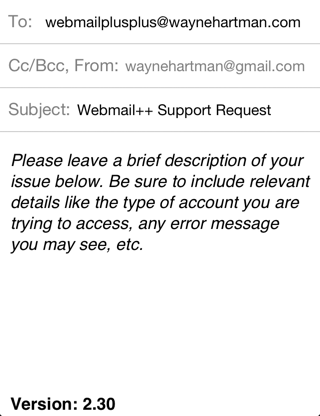 To: webmailplusplus@waynehartman.com
Cc/Bcc, From: waynehartman@gmail.com
Subject: Webmail++ Support Request
Please leave a brief description of your
issue below. Be sure to include relevant
details like the type of account you are
trying to access, any error message
you may see, etc.
Version: 2.30